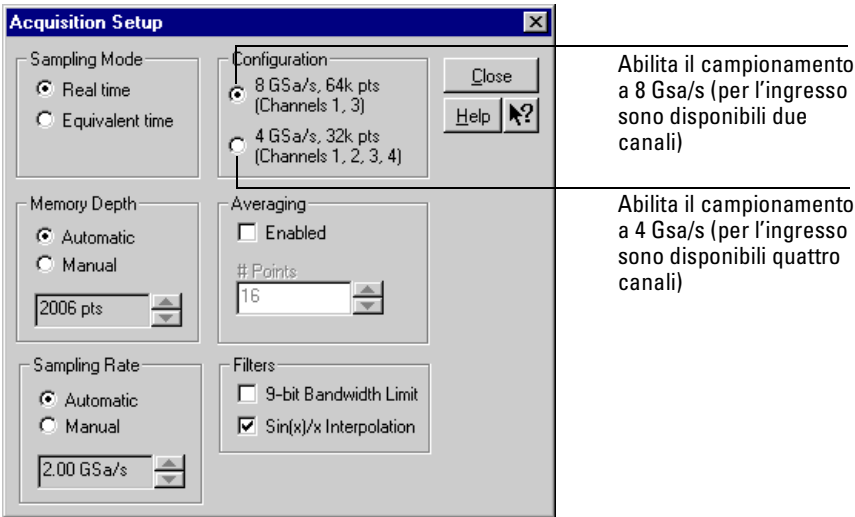 Acquisition Setup
Sampling Mode
Real time
Equivalent time
Configuration
8 GSa/s, 64k pts
(Channels 1, 3)
4 GSa/s, 32k pts
(Channels 1, 2, 3, 4)
Close
Help
?
Memory Depth
Automatic
Manual
2006 pts
Averaging
Enabled
# Points
16
Sampling Rate
Automatic
Manual
2.00 GSa/s
Filters
9-bit Bandwidth Limit
Sin(x)/x Interpolation
Abilita il campionamento
a 8 Gsa/s (per l'ingresso
sono disponibili due
canali)
Abilita il campionamento
a 4 Gsa/s (per l'ingresso
sono disponibili quattro
canali)